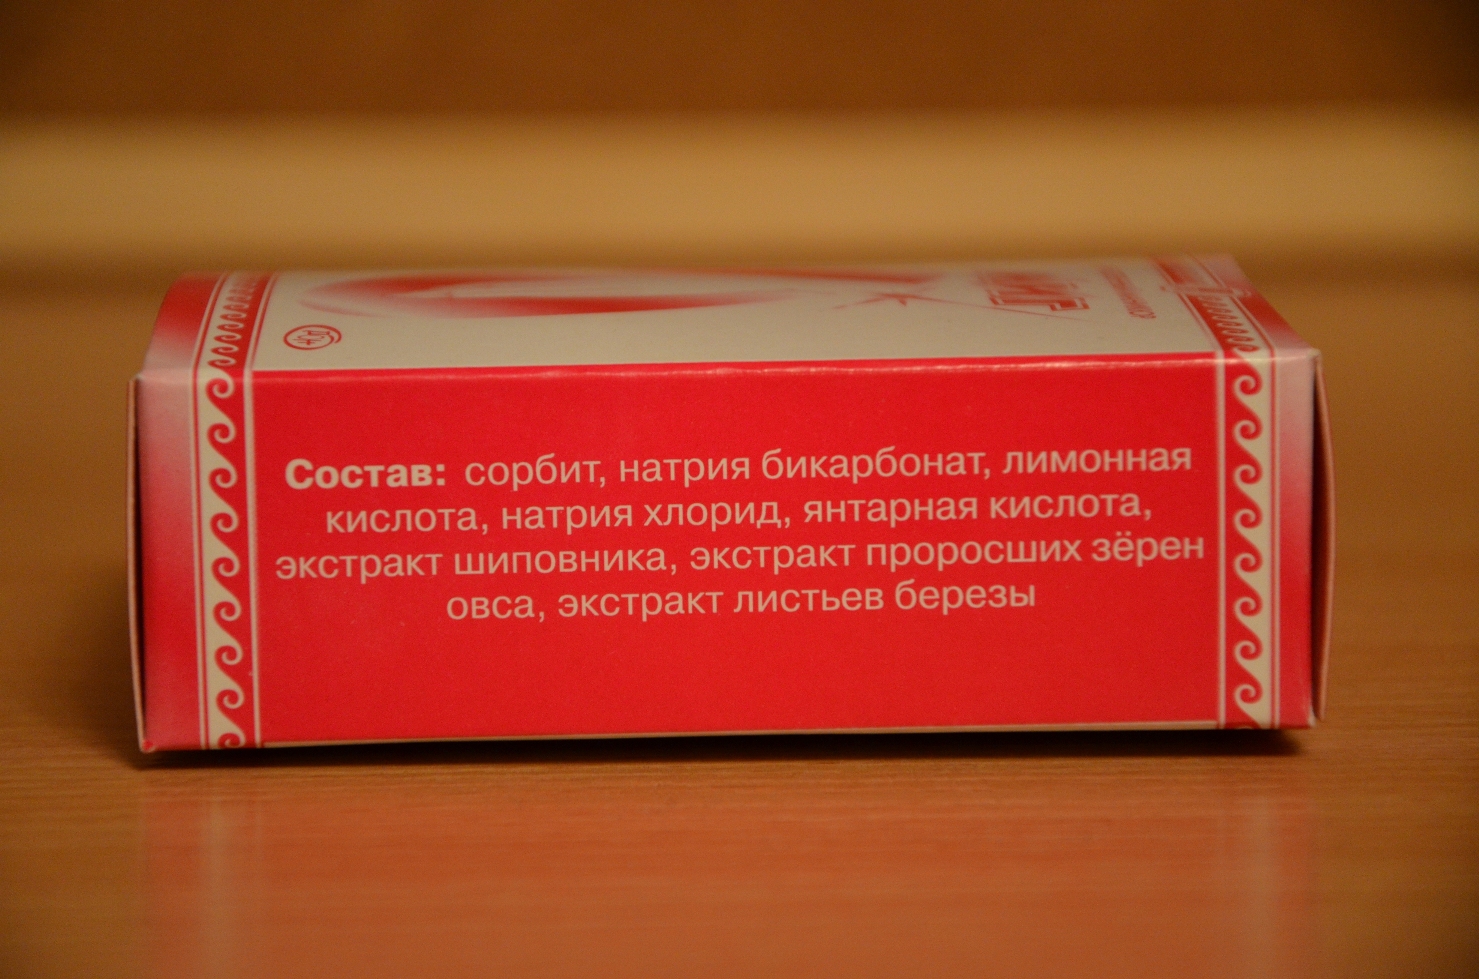 Состав: сорбит, натрия бикарбонат, лимонная
кислота, натрия хлорид, янтарная кислота,
экстракт шиповника, экстракт проросших зёрен
овса, экстракт листьев березы